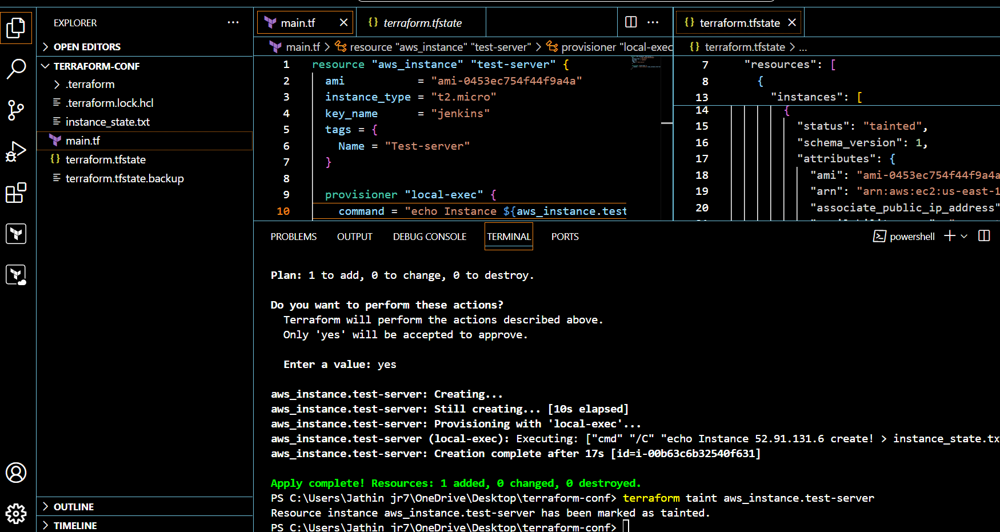 EXPLORER
OPEN EDITORS
TERRAFORM-CONF
.terraform
.terraform.lock.hcl
instance_state.txt
main.tf
terraform.tfstate
terraform.tfstate.backup
OUTLINE
TIMELINE
main.tf
terraform.tfstate
main.tf > resource "aws_instance" "test-server" > provisioner "local-exec
1 resource "aws_instance" "test-server" {
2 ami = "ami-0453ec754f44f9a4a"
3 instance_type = "t2.micro"
4 key_name = "jenkins"
5 tags = {
6 Name = "Test-server"
7 }
8
9 provisioner "local-exec" {
10 command = "echo Instance ${aws_instance.test
terraform.tfstate
terraform.tfstate > ...
7 "resources": [
8 {
13 "instances": [
14 {
15 "status": "tainted",
16 "schema_version": 1,
17 "attributes": {
18 "ami": "ami-0453ec754f44f9a4a
19 "arn": "arn:aws:ec2:us-east-1
20 "associate_public_ip_address"
PROBLEMS OUTPUT DEBUG CONSOLE TERMINAL PORTS
powershell
Plan: 1 to add, 0 to change, 0 to destroy.
Do you want to perform these actions?
Terraform will perform the actions described above.
Only 'yes' will be accepted to approve.
Enter a value: yes
aws_instance.test-server: Creating...
aws_instance.test-server: Still creating... [10s elapsed]
aws_instance.test-server: Provisioning with 'local-exec'...
aws_instance.test-server (local-exec): Executing: ["cmd" "/C" "echo Instance 52.91.131.6 create! > instance_state.tx
aws_instance.test-server: Creation complete after 17s [id=i-00b63c6b32540f631]
Apply complete! Resources: 1 added, 0 changed, 0 destroyed.
PS C:\Users\Jathin jr7\OneDrive\Desktop\terraform-conf> terraform taint aws_instance.test-server
Resource instance aws_instance.test-server has been marked as tainted.
PS C:\Users\Jathin jr7\OneDrive\Desktop\terraform-conf>